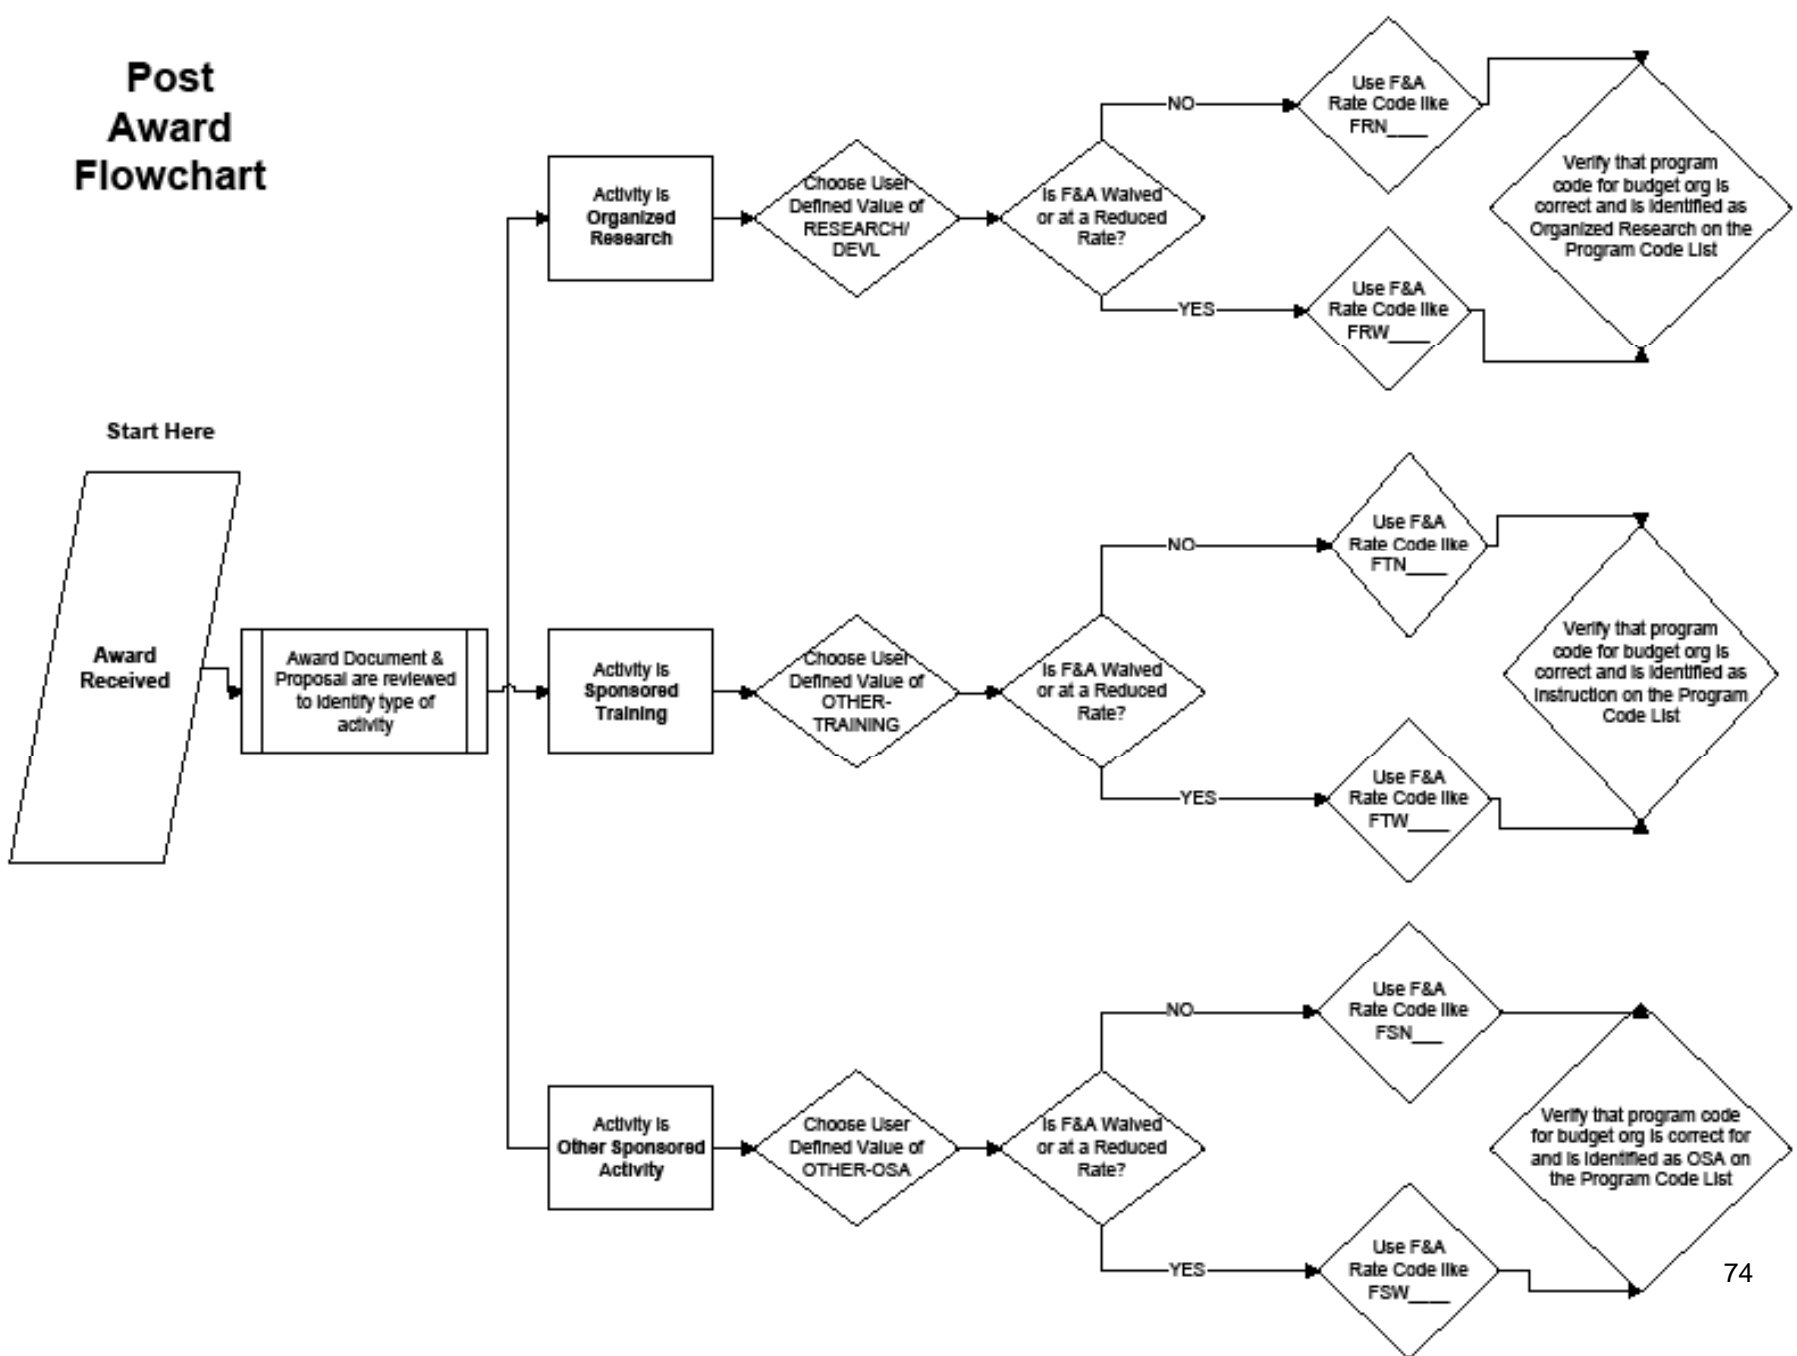 Post
Award
Flowchart
Start Here
Award
Received
Award Document &
Proposal are reviewed
to identify type of
activity
Activity is
Organized
Research
Choose User
Defined Value of
RESEARCH/
DEVL
Is F&A Waived
or at a Reduced
Rate?
NO
Use F&A
Rate Code like
FRN____
YES
Use F&A
Rate Code like
FRW____
Verify that program
code for budget org is
correct and is identified as
Organized Research on the
Program Code List
Activity is
Sponsored
Training
Choose User
Defined Value of
OTHER-
TRAINING
Is F&A Waived
or at a Reduced
Rate?
NO
Use F&A
Rate Code like
FTN____
YES
Use F&A
Rate Code like
FTW____
Verify that program
code for budget org is
correct and is identified as
Instruction on the Program
Code List
Activity is
Other Sponsored
Activity
Choose User
Defined Value of
OTHER-OSA
Is F&A Waived
or at a Reduced
Rate?
NO
Use F&A
Rate Code like
FSN___
YES
Use F&A
Rate Code like
FSW____
Verify that program code
for budget org is correct for
and is identified as OSA on
the Program Code List
74